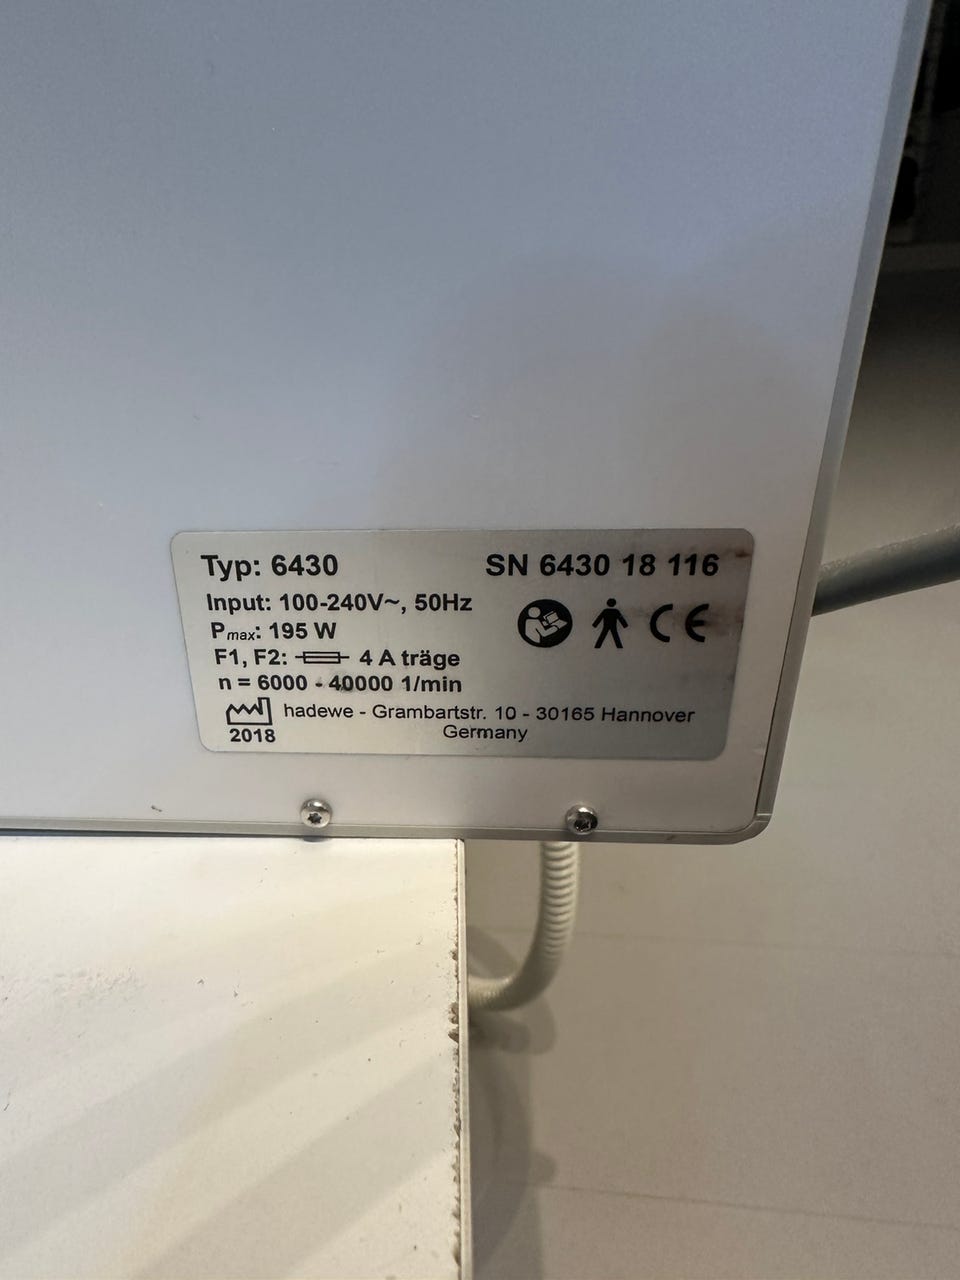 Typ: 6430 SN 6430 18 116
Input: 100-240V~, 50Hz
Pmax: 195 W
F1, F2: 4 A träge
n = 6000 - 40000 1/min
hadewe - Grambartstr. 10 - 30165 Hannover
Germany
2018
CE